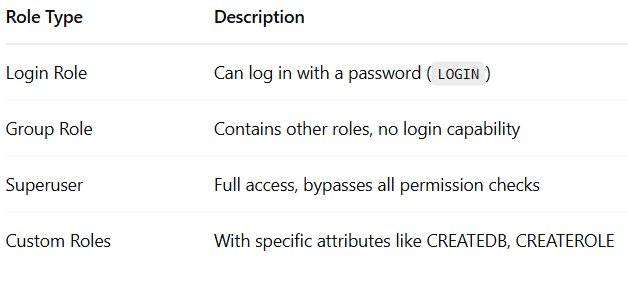 Role Type Description
Login Role Can log in with a password (LOGIN)
Group Role Contains other roles, no login capability
Superuser Full access, bypasses all permission checks
Custom Roles With specific attributes like CREATEDB, CREATEROLE